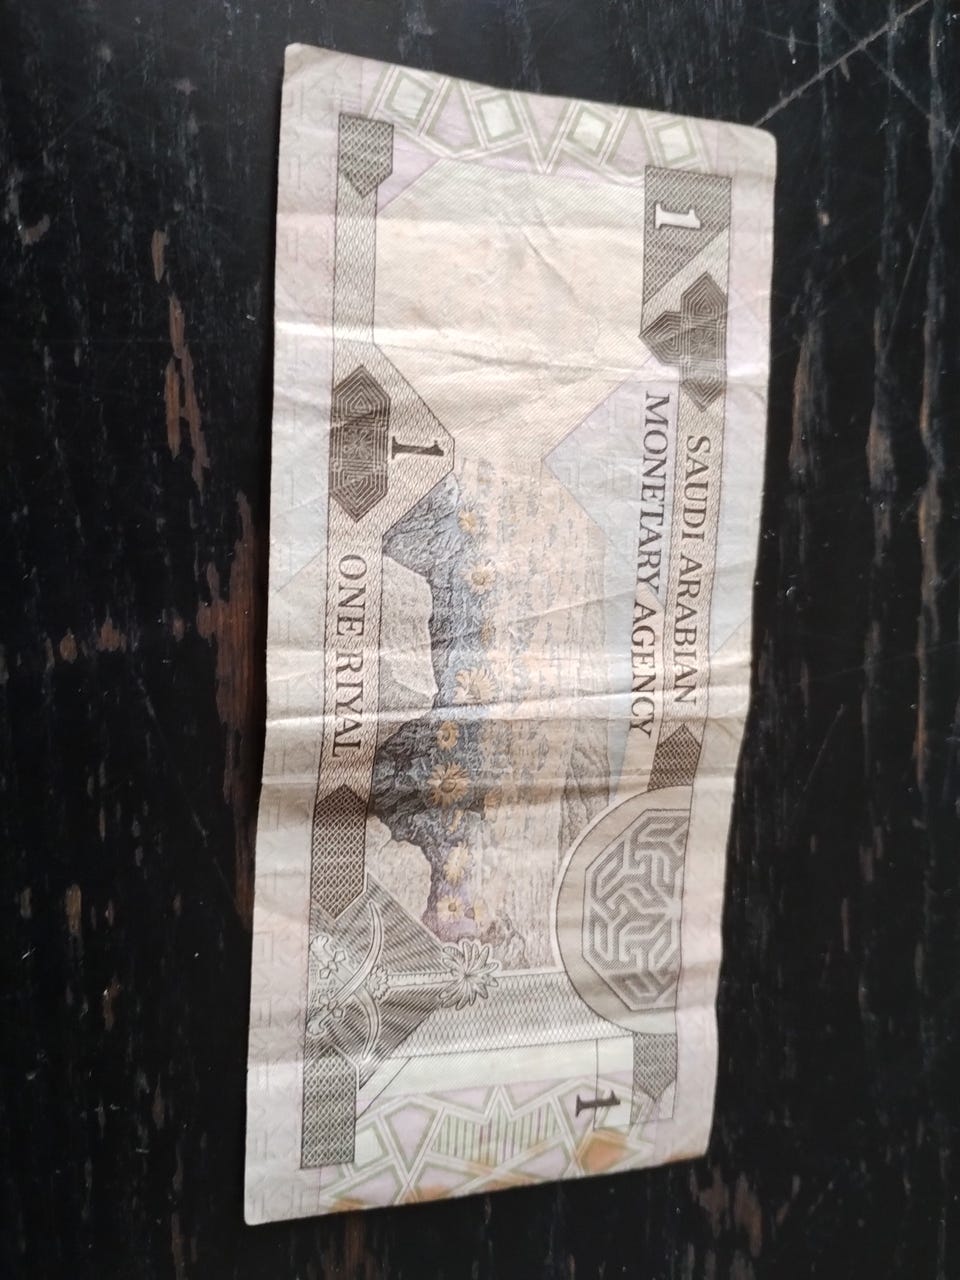 1
SAUDI ARABIAN
MONETARY AGENCY
1
1
ONE RIYAL